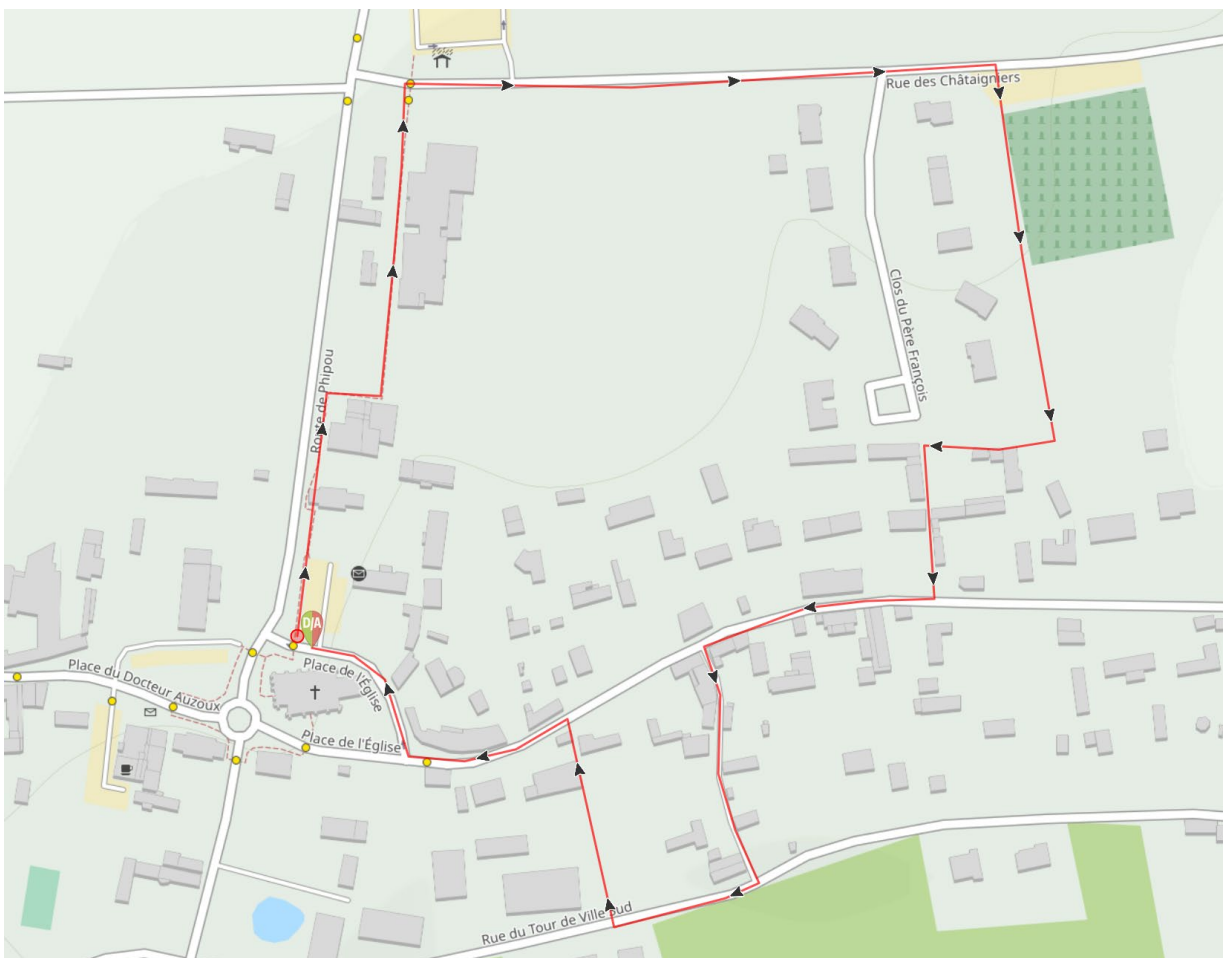 Rue des Châtaigniers
Clos du Père François
Route de Phipou
D/A
Place de l'Église
Place du Docteur Auzoux
Place de l'Église
Rue du Tour de Ville Sud